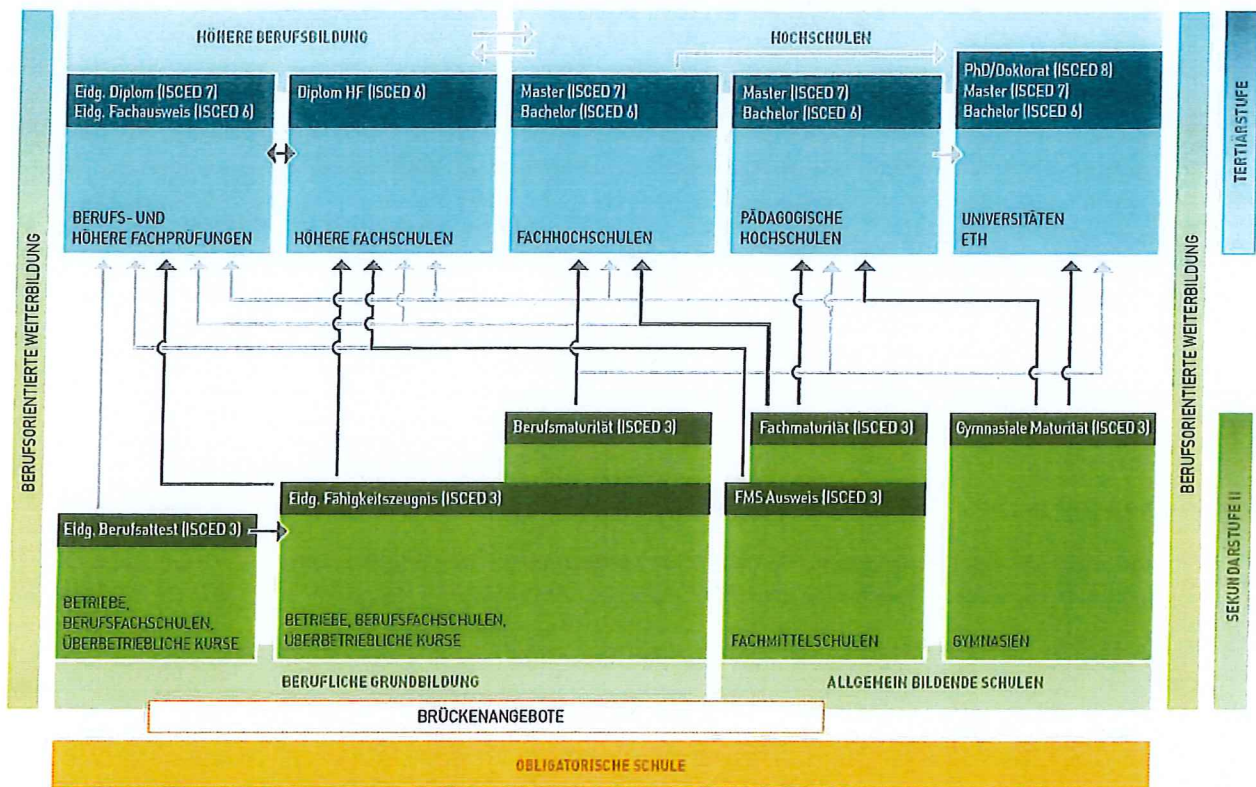 HÖHERE BERUFSBILDUNG
HOCHSCHULEN
Eidg. Diplom (ISCED 7)
Eidg. Fachausweis (ISCED 6)
Diplom HF (ISCED 6)
Master (ISCED 7)
Bachelor (ISCED 6)
Master (ISCED 7)
Bachelor (ISCED 6)
PhD/Doktorat (ISCED 8)
Master (ISCED 7)
Bachelor (ISCED 6)
BERUFS- UND
HÖHERE FACHPRÜFUNGEN
HÖHERE FACHSCHULEN
FACHHOCHSCHULEN
PÄDAGOGISCHE
HOCHSCHULEN
UNIVERSITÄTEN
ETH
BERUFSORIENTIERTE WEITERBILDUNG
BERUFSORIENTIERTE WEITERBILDUNG
TERTIÄRSTUFE
SEKUNDARSTUFE II
Berufsmaturität (ISCED 3)
Fachmaturität (ISCED 3)
Gymnasiale Maturität (ISCED 3)
Eidg. Fähigkeitszeugnis (ISCED 3)
FMS Ausweis (ISCED 3)
Eidg. Berufsattest (ISCED 3)
BETRIEBE,
BERUFSFACHSCHULEN,
ÜBERBETRIEBLICHE KURSE
BETRIEBE, BERUFSFACHSCHULEN,
ÜBERBETRIEBLICHE KURSE
FACHMITTELSCHULEN
GYMNASIEN
BERUFLICHE GRUNDBILDUNG
ALLGEMEIN BILDENDE SCHULEN
BRÜCKENANGEBOTE
OBLIGATORISCHE SCHULE